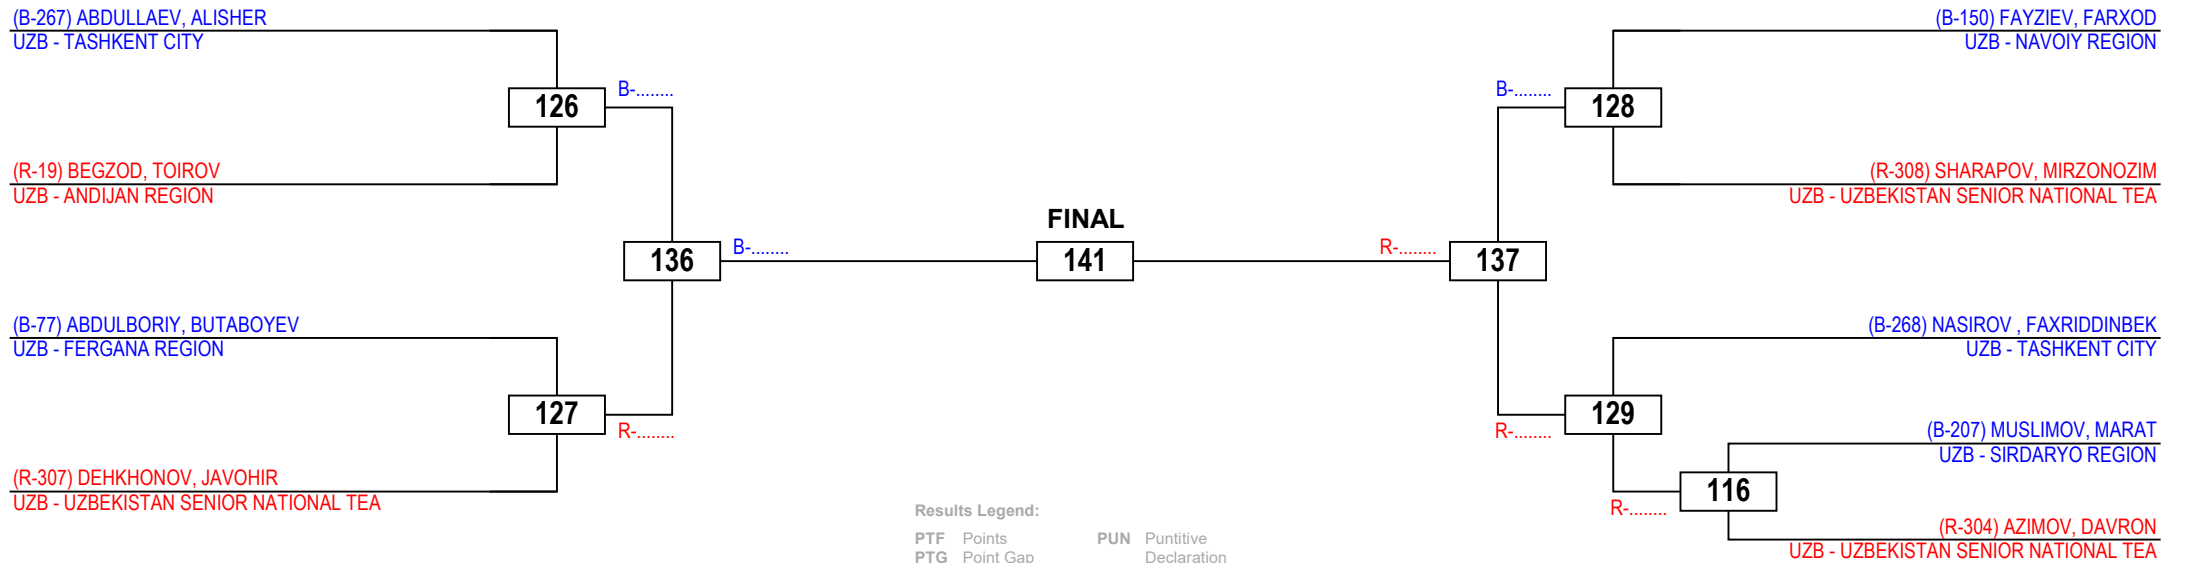 (B-267) ABDULLAEV, ALISHER
UZB - TASHKENT CITY
(R-19) BEGZOD, TOIROV
UZB - ANDIJAN REGION
(B-77) ABDULBORIY, BUTABOYEV
UZB - FERGANA REGION
(R-307) DEHKHONOV, JAVOHIR
UZB - UZBEKISTAN SENIOR NATIONAL TEA
126
B-........
127
R-........
136
B-........
FINAL
141
R-........
137
B-........
128
R-........
129
R-........
116
(B-150) FAYZIEV, FARXOD
UZB - NAVOIY REGION
(R-308) SHARAPOV, MIRZONOZIM
UZB - UZBEKISTAN SENIOR NATIONAL TEA
(B-268) NASIROV , FAXRIDDINBEK
UZB - TASHKENT CITY
(B-207) MUSLIMOV, MARAT
UZB - SIRDARYO REGION
(R-304) AZIMOV, DAVRON
UZB - UZBEKISTAN SENIOR NATIONAL TEA
Results Legend:
PTF Points PUN Puntitive
PTG Point Gap Declaration